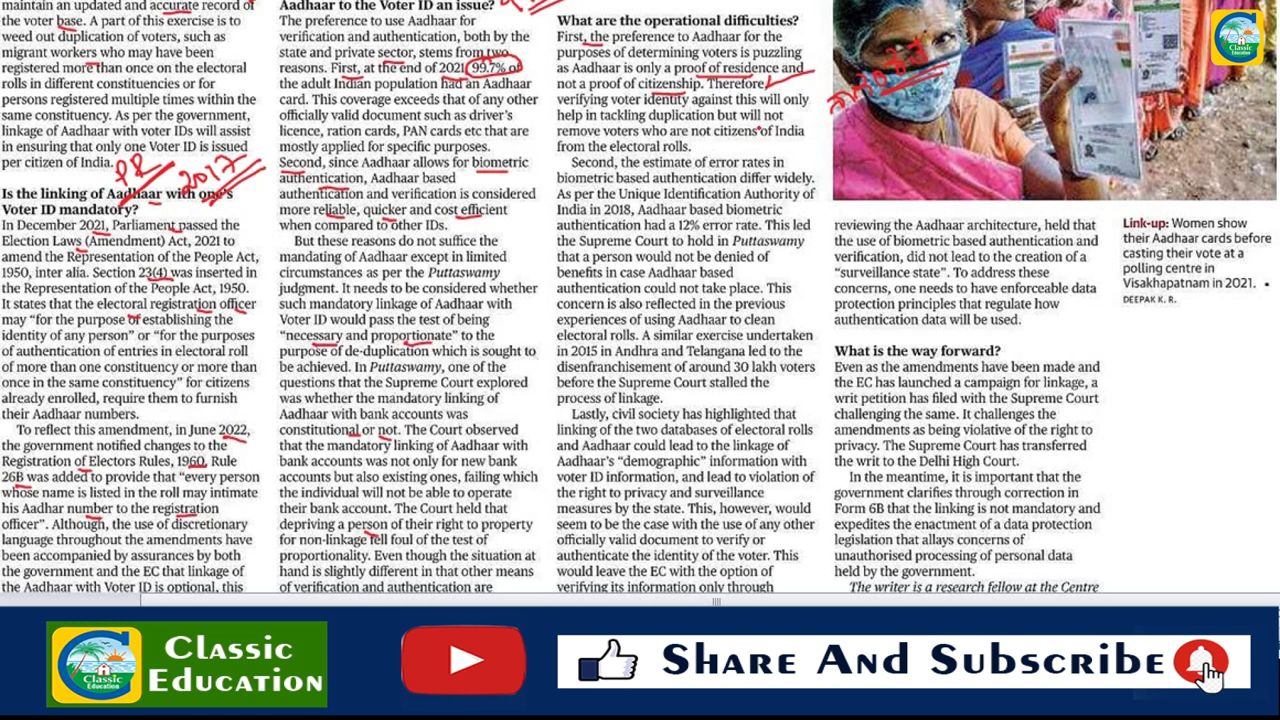 maintain an updated and accurate record of
the voter base. A part of this exercise is to
weed out duplication of voters, such as
migrant workers who may have been
registered more than once on the electoral
rolls in different constituencies or for
persons registered multiple times within the
same constituency. As per the government,
linkage of Aadhaar with voter IDs will assist
in ensuring that only one Voter ID is issued
per citizen of India.
2017
Is the linking of Aadhaar with one's
Voter ID mandatory?
In December 2021, Parliament passed the
Election Laws (Amendment) Act, 2021 to
amend the Representation of the People Act,
1950, inter alia. Section 23(4) was inserted in
the Representation of the People Act, 1950.
It states that the electoral registration officer
may "for the purpose of establishing the
identity of any person" or "for the purposes
of authentication of entries in electoral roll
of more than one constituency or more than
once in the same constituency" for citizens
already enrolled, require them to furnish
their Aadhaar numbers.
To reflect this amendment, in June 2022,
the government notified changes to the
Registration of Electors Rules, 1960. Rule
26B was added to provide that "every person
whose name is listed in the roll may intimate
his Aadhar number to the registration
officer". Although, the use of discretionary
language throughout the amendments have
been accompanied by assurances by both
the government and the EC that linkage of
the Aadhaar with Voter ID is optional, this
Aadhaar to the Voter ID an issue?
The preference to use Aadhaar for
verification and authentication, both by the
state and private sector, stems from two
reasons. First, at the end of 2021 99.7% of
the adult Indian population had an Aadhaar
card. This coverage exceeds that of any other
officially valid document such as driver's
licence, ration cards, PAN cards etc that are
mostly applied for specific purposes.
Second, since Aadhaar allows for biometric
authentication, Aadhaar based
authentication and verification is considered
more reliable, quicker and cost efficient
when compared to other IDs.
But these reasons do not suffice the
mandating of Aadhaar except in limited
circumstances as per the Puttaswamy
judgment. It needs to be considered whether
such mandatory linkage of Aadhaar with
Voter ID would pass the test of being
"necessary and proportionate" to the
purpose of de-duplication which is sought to
be achieved. In Puttaswamy, one of the
questions that the Supreme Court explored
was whether the mandatory linking of
Aadhaar with bank accounts was
constitutional or not. The Court observed
that the mandatory linking of Aadhaar with
bank accounts was not only for new bank
accounts but also existing ones, failing which
the individual will not be able to operate
their bank account. The Court held that
depriving a person of their right to property
for non-linkage fell foul of the test of
proportionality. Even though the situation at
hand is slightly different in that other means
of verification and authentication are
What are the operational difficulties?
First, the preference to Aadhaar for the
purposes of determining voters is puzzling
as Aadhaar is only a proof of residence and
not a proof of citizenship. Therefore,
verifying voter identity against this will only
help in tackling duplication but will not
remove voters who are not citizens of India
from the electoral rolls.
Second, the estimate of error rates in
biometric based authentication differ widely.
As per the Unique Identification Authority of
India in 2018, Aadhaar based biometric
authentication had a 12% error rate. This led
the Supreme Court to hold in Puttaswamy
that a person would not be denied of
benefits in case Aadhaar based
authentication could not take place. This
concern is also reflected in the previous
experiences of using Aadhaar to clean
electoral rolls. A similar exercise undertaken
in 2015 in Andhra and Telangana led to the
disenfranchisement of around 30 lakh voters
before the Supreme Court stalled the
process of linkage.
Lastly, civil society has highlighted that
linking of the two databases of electoral rolls
and Aadhaar could lead to the linkage of
Aadhaar's "demographic" information with
voter ID information, and lead to violation of
the right to privacy and surveillance
measures by the state. This, however, would
seem to be the case with the use of any other
officially valid document to verify or
authenticate the identity of the voter. This
would leave the EC with the option of
verifying its information only through
reviewing the Aadhaar architecture, held that
the use of biometric based authentication and
verification, did not lead to the creation of a
"surveillance state". To address these
concerns, one needs to have enforceable data
protection principles that regulate how
authentication data will be used.
What is the way forward?
Even as the amendments have been made and
the EC has launched a campaign for linkage, a
writ petition has filed with the Supreme Court
challenging the same. It challenges the
amendments as being violative of the right to
privacy. The Supreme Court has transferred
the writ to the Delhi High Court.
In the meantime, it is important that the
government clarifies through correction in
Form 6B that the linking is not mandatory and
expedites the enactment of a data protection
legislation that allays concerns of
unauthorised processing of personal data
held by the government.
The writer is a research fellow at the Centre
Link-up: Women show
their Aadhaar cards before
casting their vote at a
polling centre in
Visakhapatnam in 2021. •
DEEPAK K. R.
Classic
Education
Classic
Education
Classic
Education
Share And Subscribe